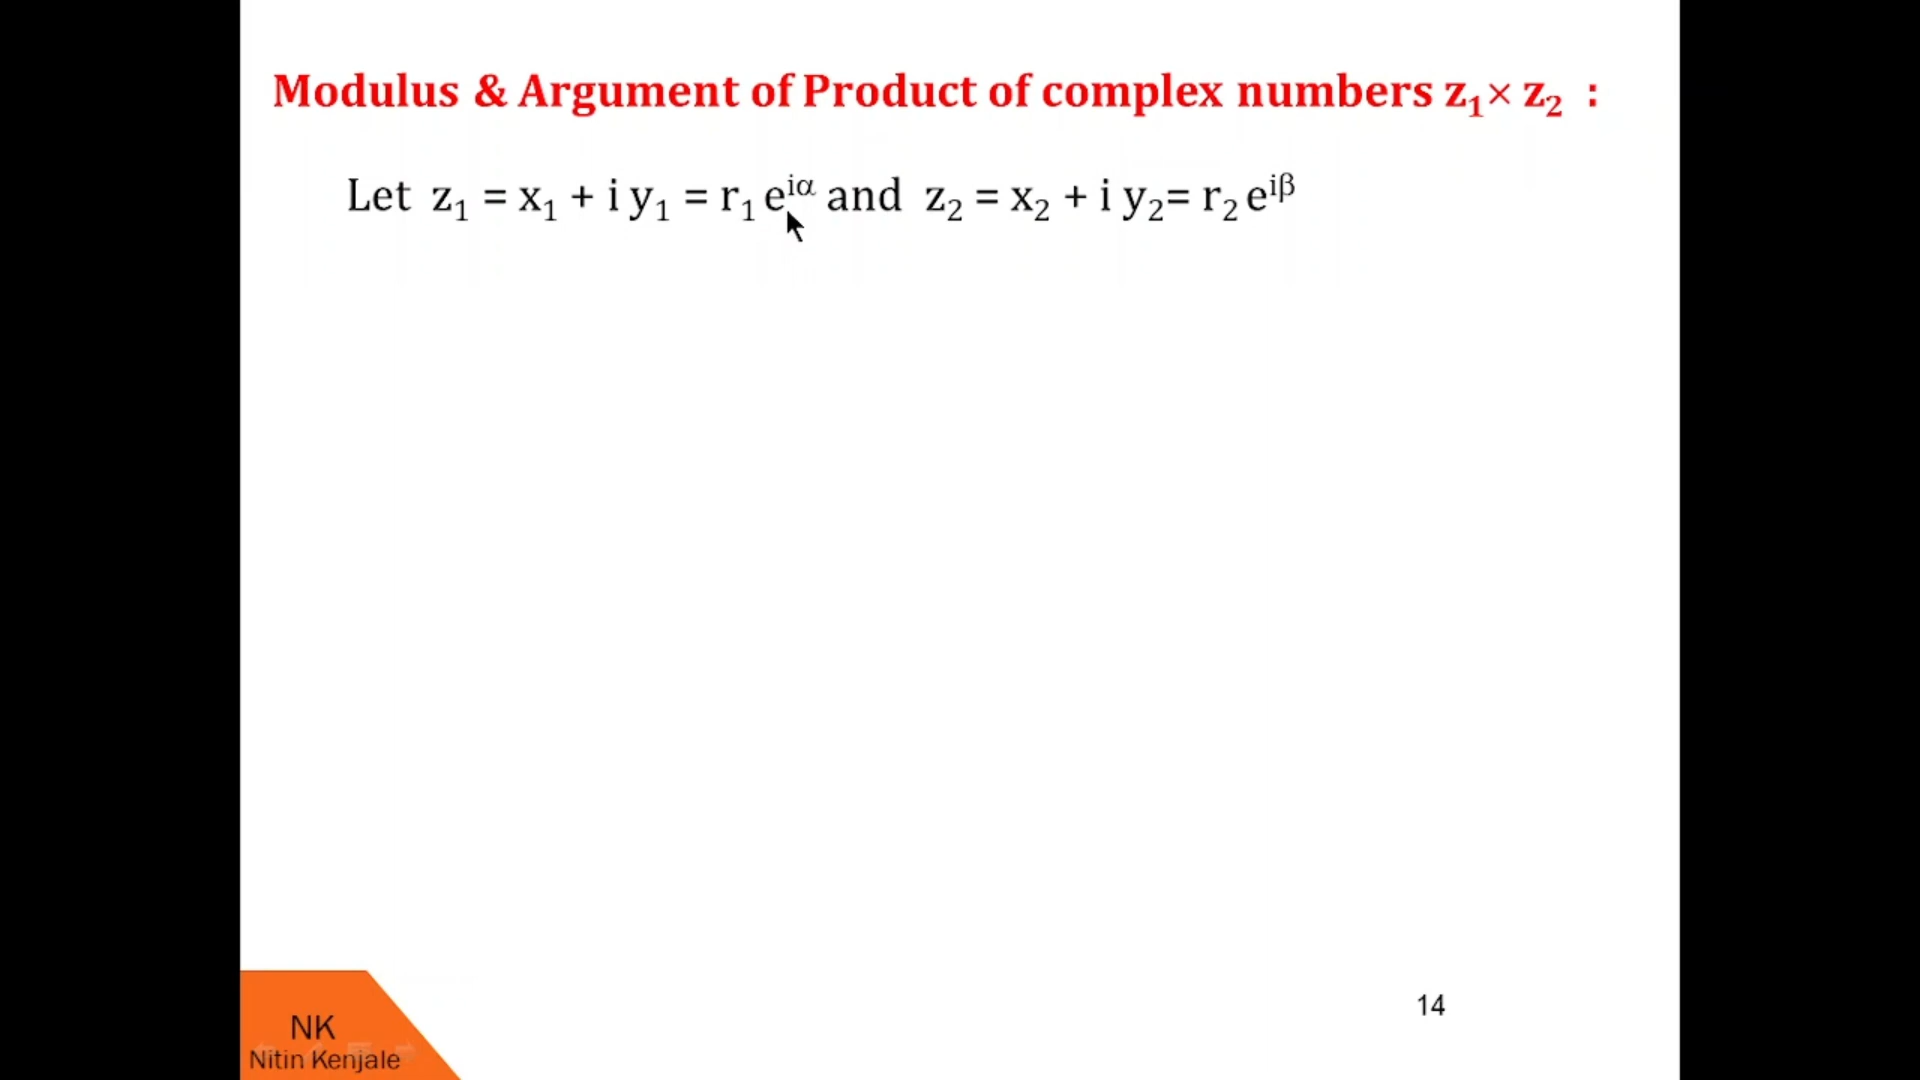 Modulus & Argument of Product of complex numbers z₁× z₂ :
Let z₁ = x₁ + i y₁ = r₁ e^{iα} and z₂ = x₂ + i y₂= r₂ e^{iβ}
14
NK
Nitin Kenjale